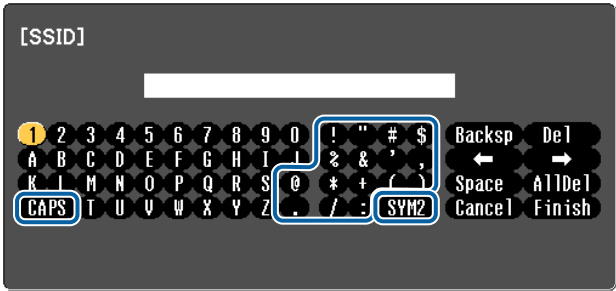 [SSID]
1 2 3 4 5 6 7 8 9 0 ! " # $ Backsp Del
A B C D E F G H I J % & ' , ← →
K L M N O P Q R S @ * + ( ) Space AllDel
CAPS T U V W X Y Z . / : SYM2 Cancel Finish